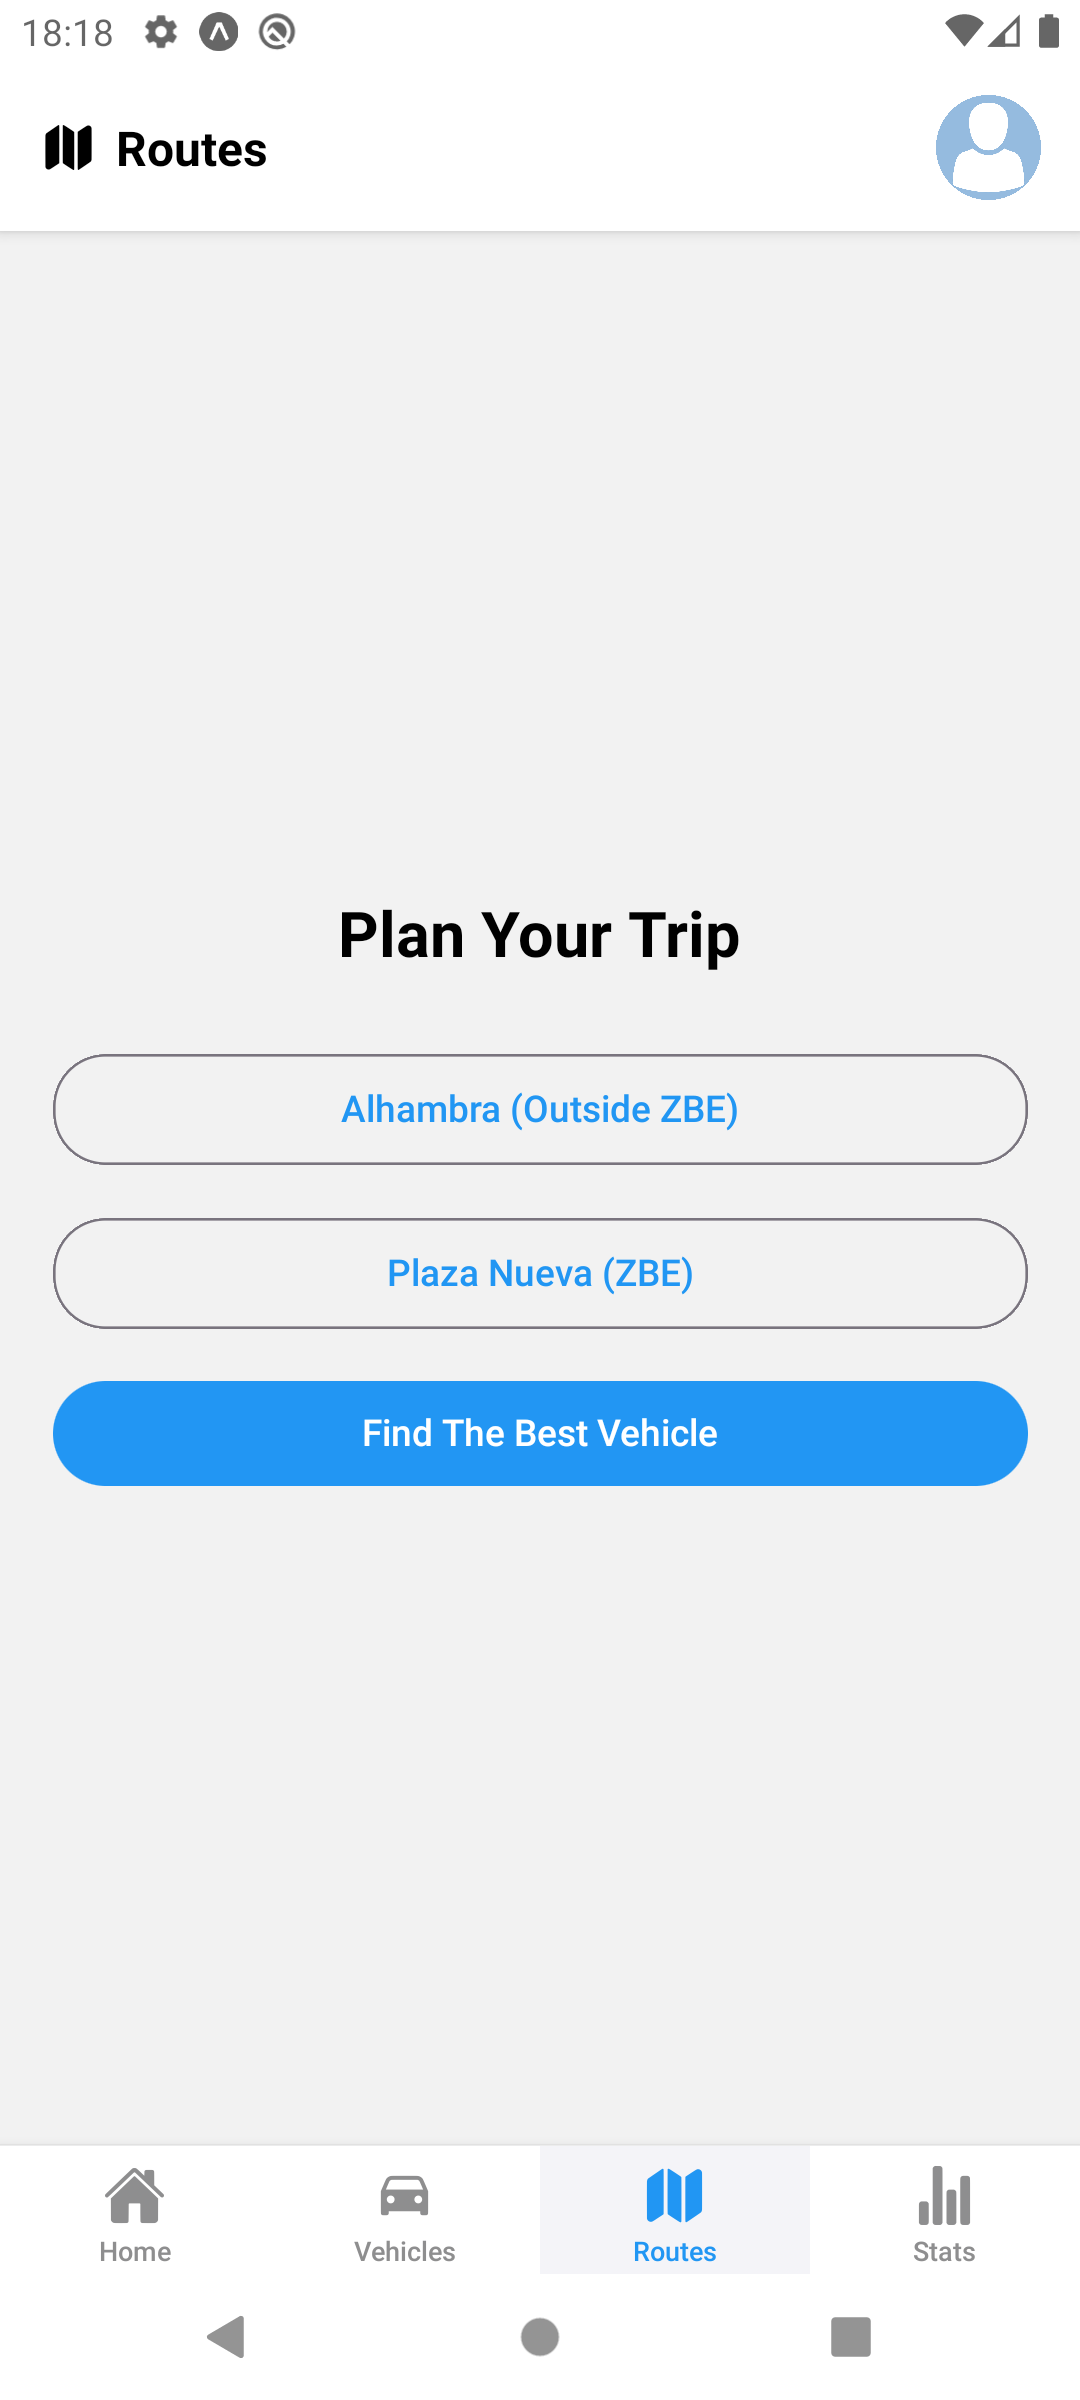 18:18
Routes
Plan Your Trip
Alhambra (Outside ZBE)
Plaza Nueva (ZBE)
Find The Best Vehicle
Home
Vehicles
Routes
Stats